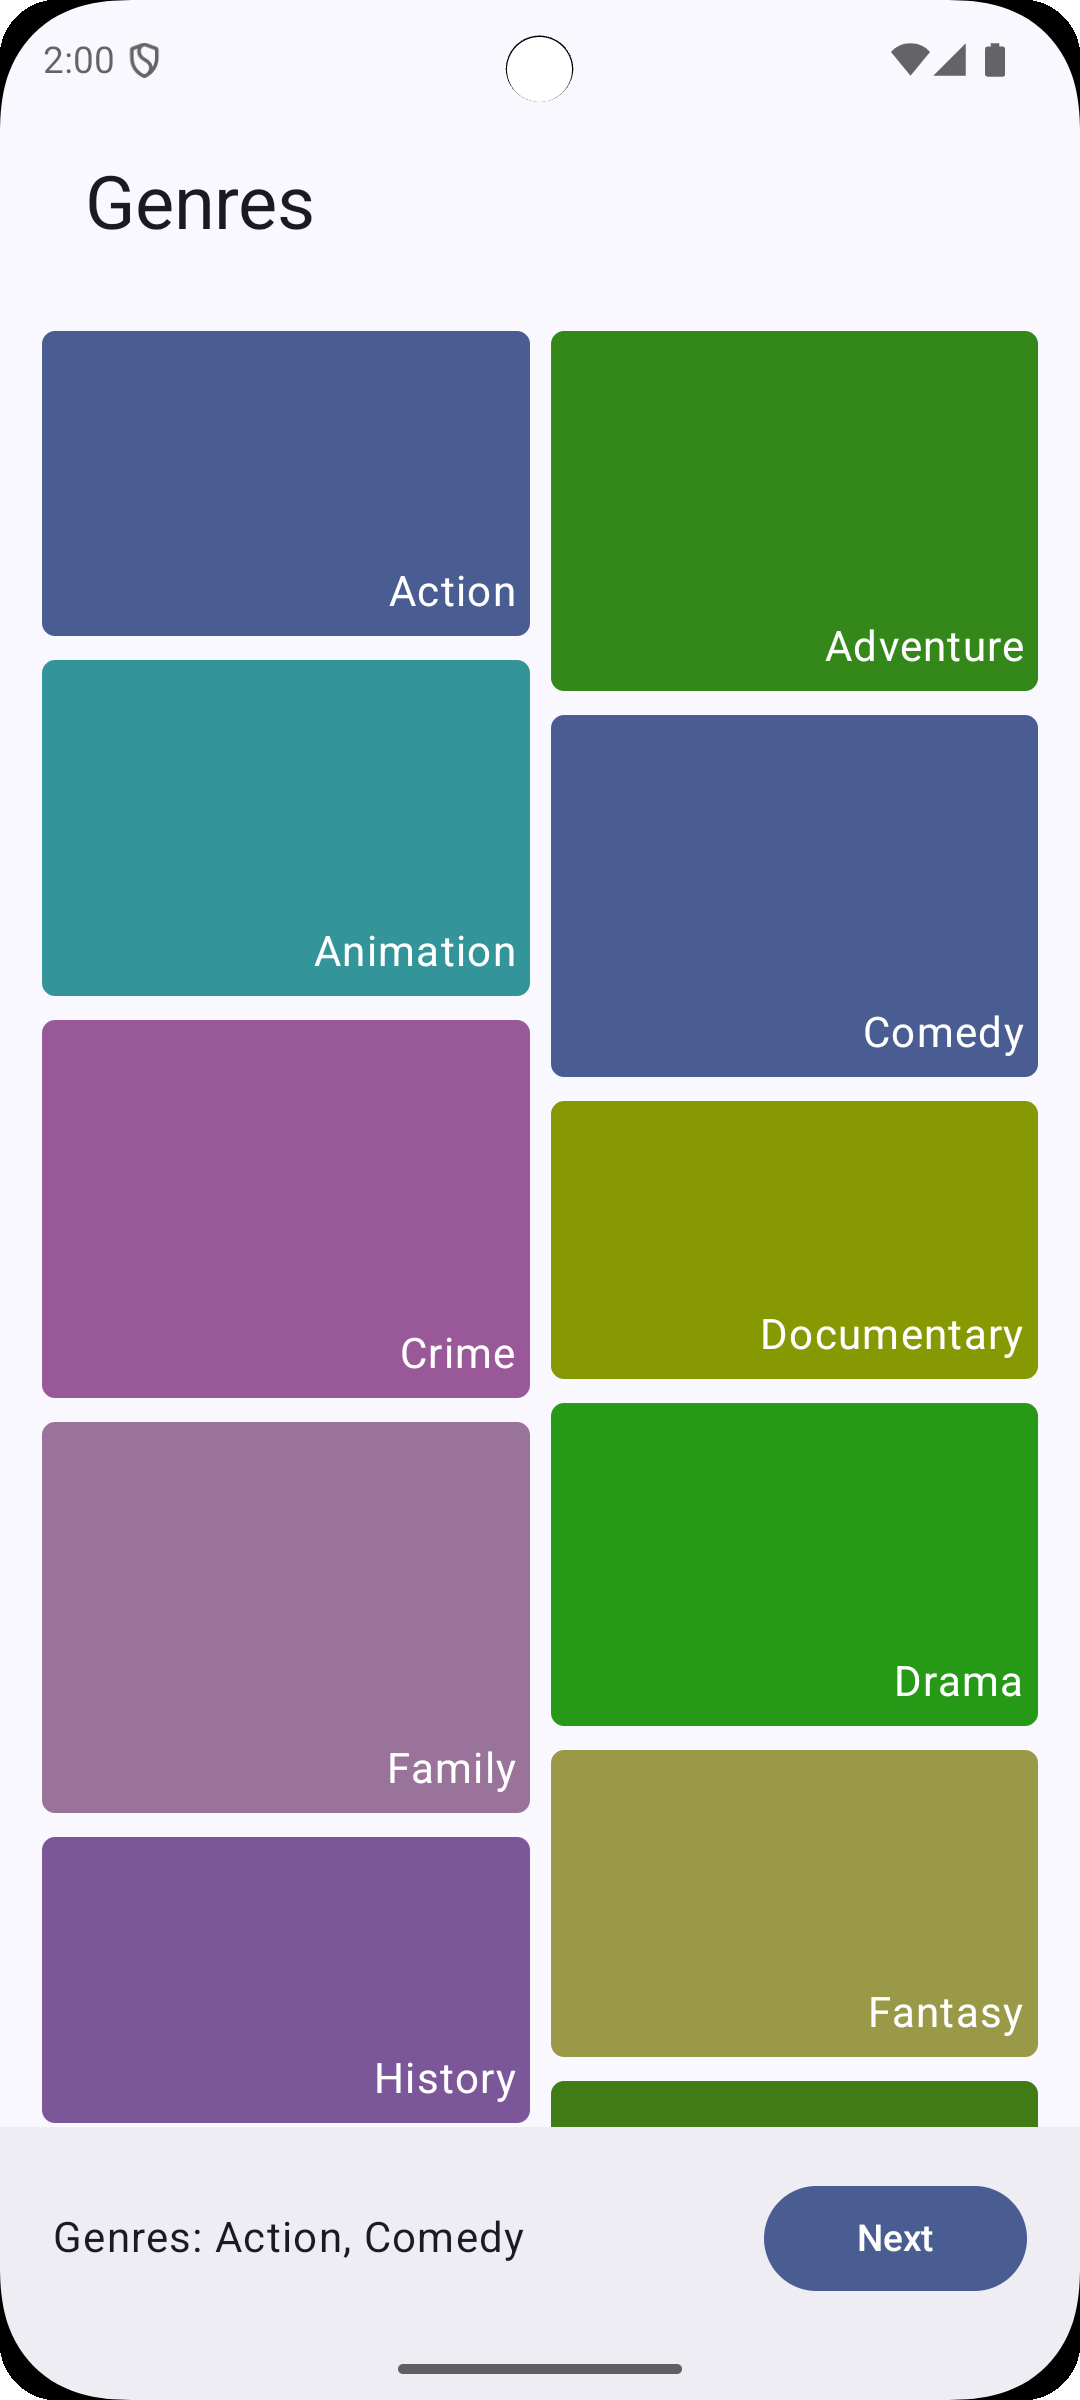 2:00
Genres
Action
Adventure
Animation
Comedy
Crime
Documentary
Drama
Family
Fantasy
History
Genres: Action, Comedy
Next